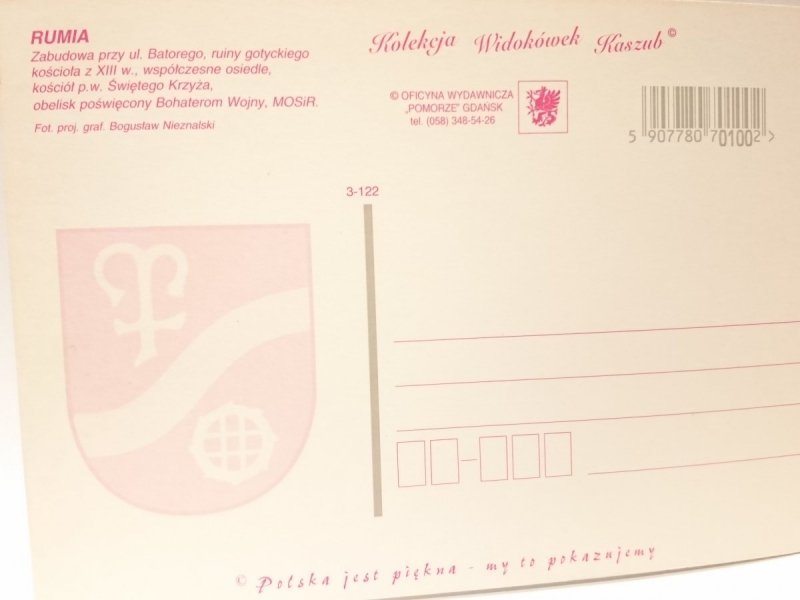 RUMIA
Zabudowa przy ul. Batorego, ruiny gotyckiego
kościoła z XIII w., współczesne osiedle,
kościół p.w. Świętego Krzyża,
obelisk poświęcony Bohaterom Wojny, MOSiR.
Fot. proj. graf. Bogusław Nieznalski
Kolekcja Widokówek Kaszub ©
© OFICYNA WYDAWNICZA
„POMORZE" GDAŃSK
tel. (058) 348-54-26
5 907780 701002 >
3-122
© Polska jest piękna - my to pokazujemy